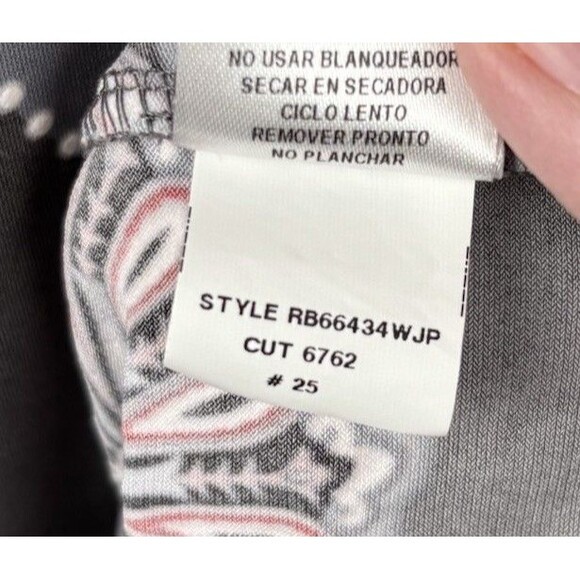 NO USAR BLANQUEADOR
SECAR EN SECADORA
CICLO LENTO
REMOVER PRONTO
NO PLANCHAR
STYLE RB66434WJP
CUT 6762
# 25